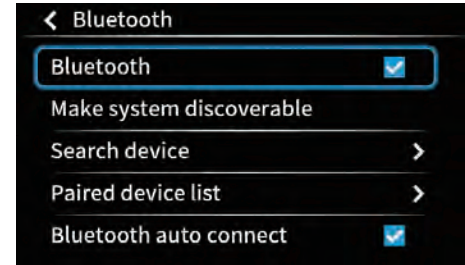 Bluetooth
Bluetooth
Make system discoverable
Search device
Paired device list
Bluetooth auto connect